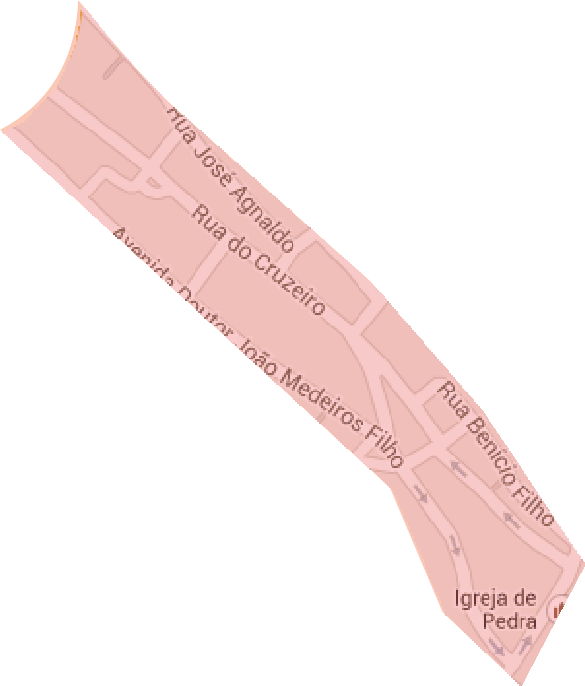 Rua José Agnaldo
Rua do Cruzeiro
Avenida Doutor João Medeiros Filho
Rua Benício Filho
Igreja de
Pedra